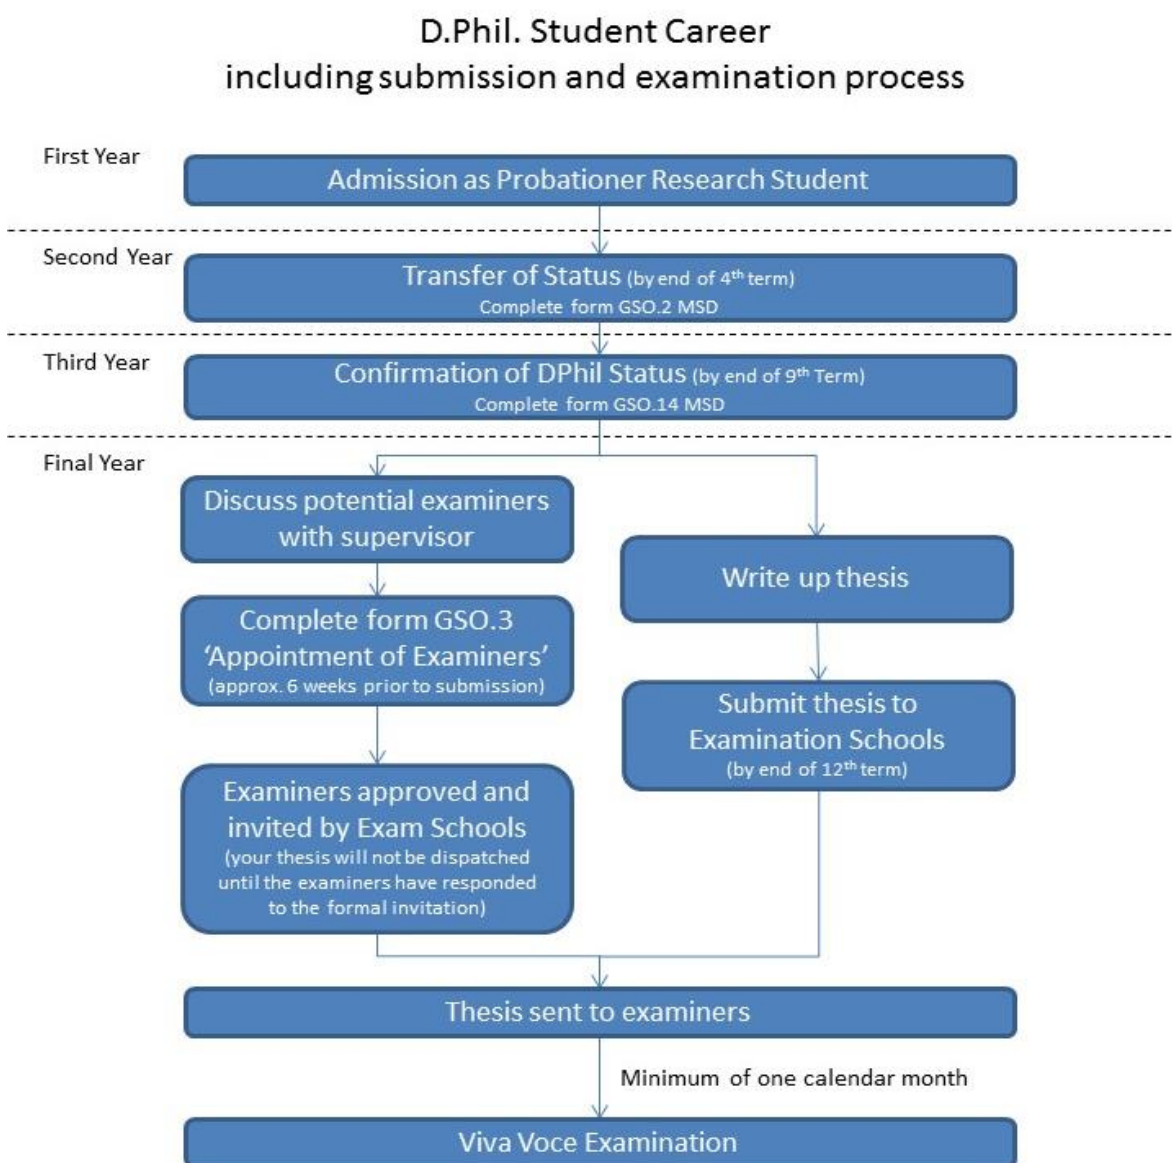 D.Phil. Student Career
including submission and examination process
First Year
Admission as Probationer Research Student
Second Year
Transfer of Status (by end of 4th term)
Complete form GSO.2 MSD
Third Year
Confirmation of DPhil Status (by end of 9th Term)
Complete form GSO.14 MSD
Final Year
Discuss potential examiners
with supervisor
Complete form GSO.3
‘Appointment of Examiners’
(approx. 6 weeks prior to submission)
Examiners approved and
invited by Exam Schools
(your thesis will not be dispatched
until the examiners have responded
to the formal invitation)
Write up thesis
Submit thesis to
Examination Schools
(by end of 12th term)
Thesis sent to examiners
Minimum of one calendar month
Viva Voce Examination